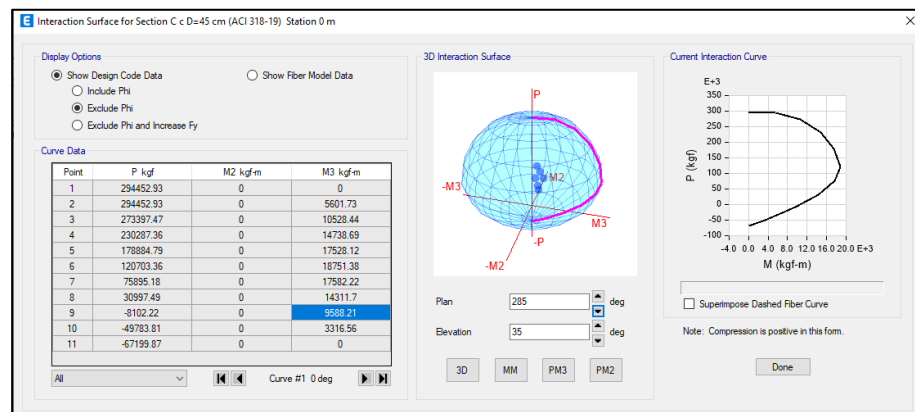 E Interaction Surface for Section C c D=45 cm (ACI 318-19) Station 0 m
Display Options
Show Design Code Data
Show Fiber Model Data
Include Phi
Exclude Phi
Exclude Phi and Increase Fy
Curve Data
Point P kgf M2 kgf-m M3 kgf-m
1 294452.93 0 0
2 294452.93 0 5601.73
3 273397.47 0 10528.44
4 230287.36 0 14738.69
5 178884.79 0 17528.12
6 120703.36 0 18751.38
7 75895.18 0 17582.22
8 30997.49 0 14311.7
9 -8102.22 0 9588.21
10 -49783.81 0 3316.56
11 -67199.87 0 0
All
Curve #1 0 deg
3D Interaction Surface
P
M2
-M3
M3
-P
-M2
Plan 285 deg
Elevation 35 deg
3D MM PM3 PM2
Current Interaction Curve
E+3
350
300
250
200
150
100
50
0
-50
-100
P (kgf)
-4.0 0.0 4.0 8.0 12.0 16.0 20.0 E+3
M (kgf-m)
Superimpose Dashed Fiber Curve
Note: Compression is positive in this form.
Done